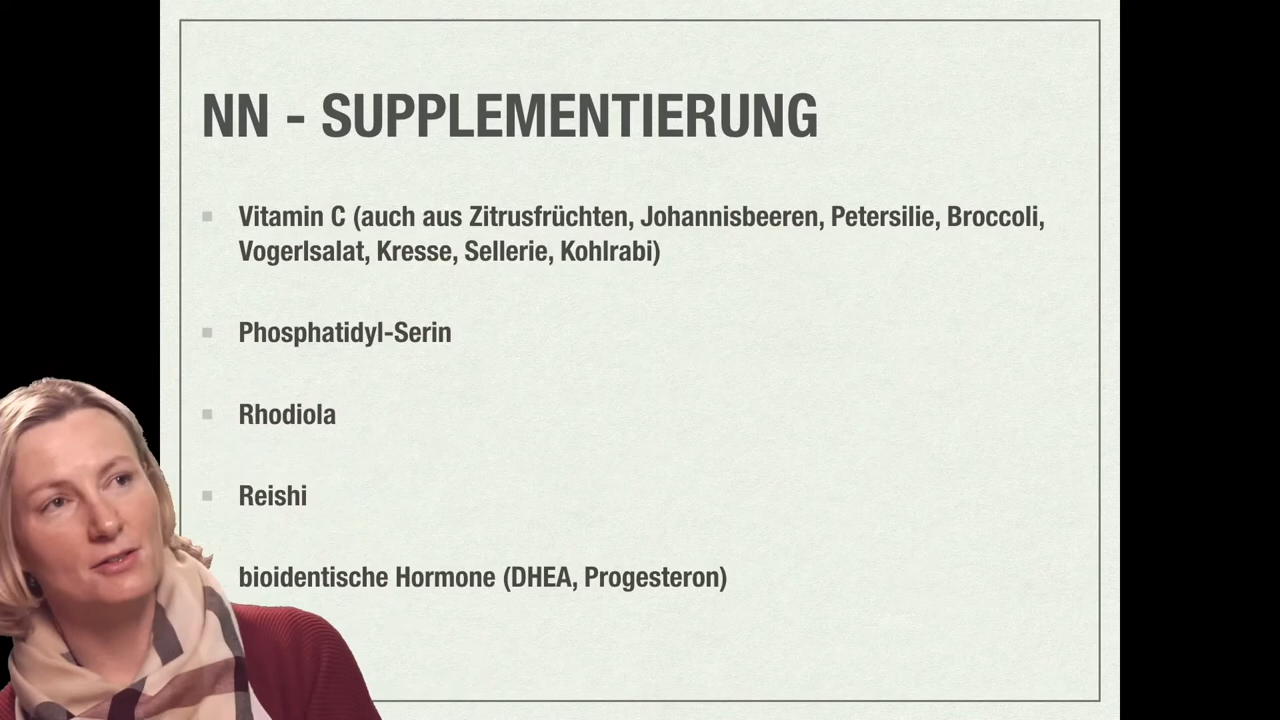 NN - SUPPLEMENTIERUNG
Vitamin C (auch aus Zitrusfrüchten, Johannisbeeren, Petersilie, Broccoli,
Vogerlsalat, Kresse, Sellerie, Kohlrabi)
Phosphatidyl-Serin
Rhodiola
Reishi
bioidentische Hormone (DHEA, Progesteron)